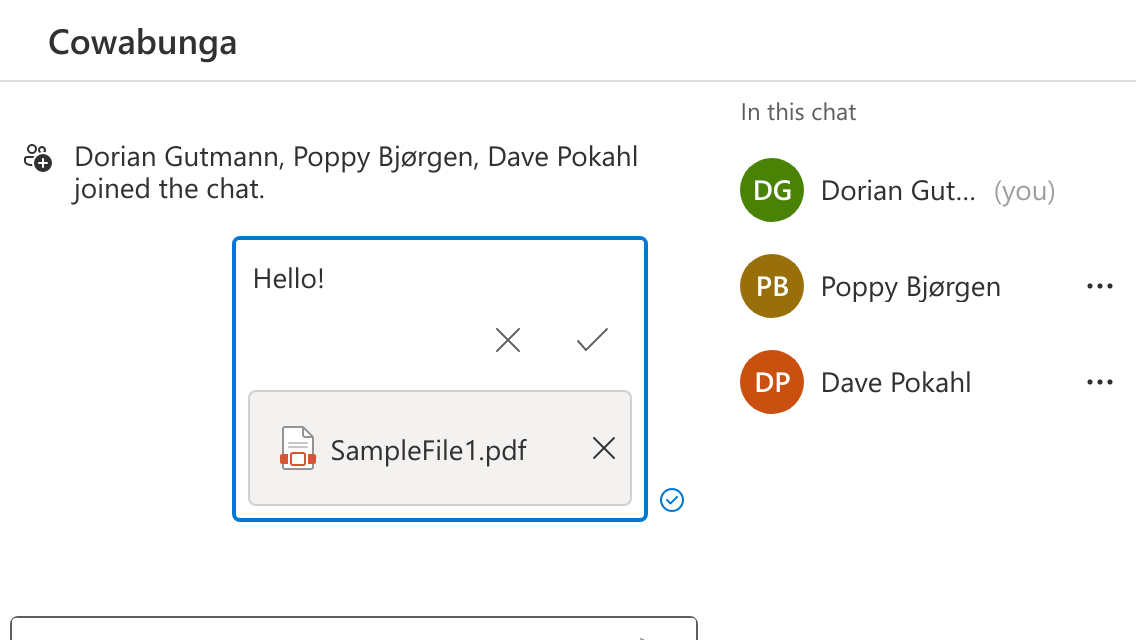 Cowabunga
Dorian Gutmann, Poppy Bjørgen, Dave Pokahl
joined the chat.
Hello!
SampleFile1.pdf
In this chat
DG Dorian Gut... (you)
PB Poppy Bjørgen
DP Dave Pokahl